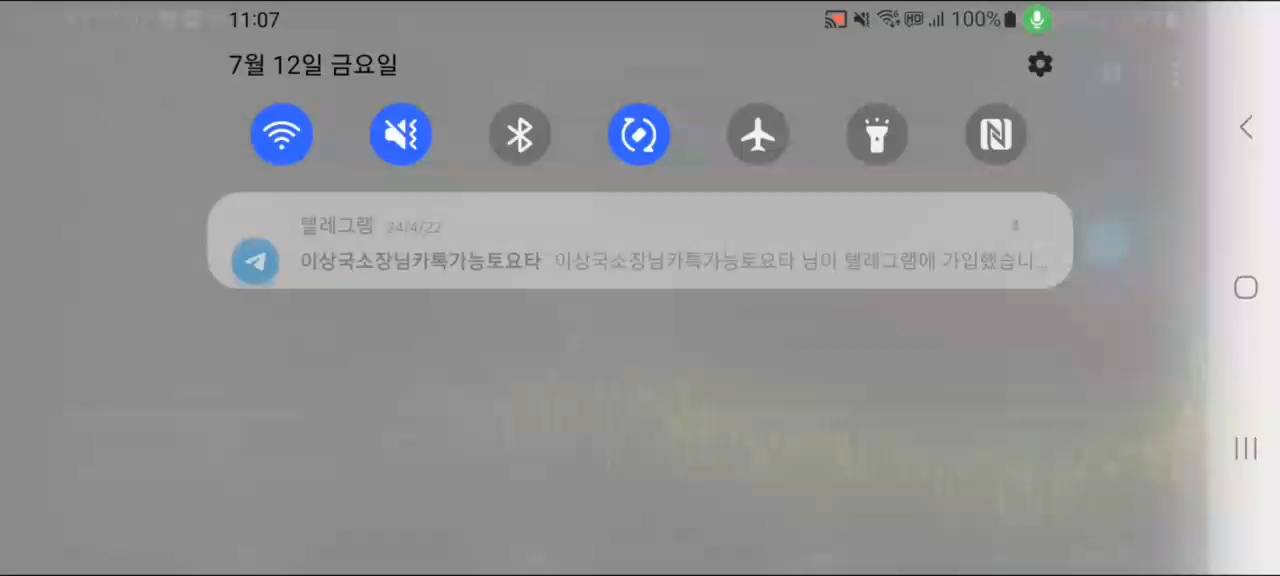 11:07 HD 100%
7월 12일 금요일
텔레그램 24/4/22 4
이상국소장님카톡가능토요타 이상국소장님카톡가능토요타 님이 텔레그램에 가입했습니...